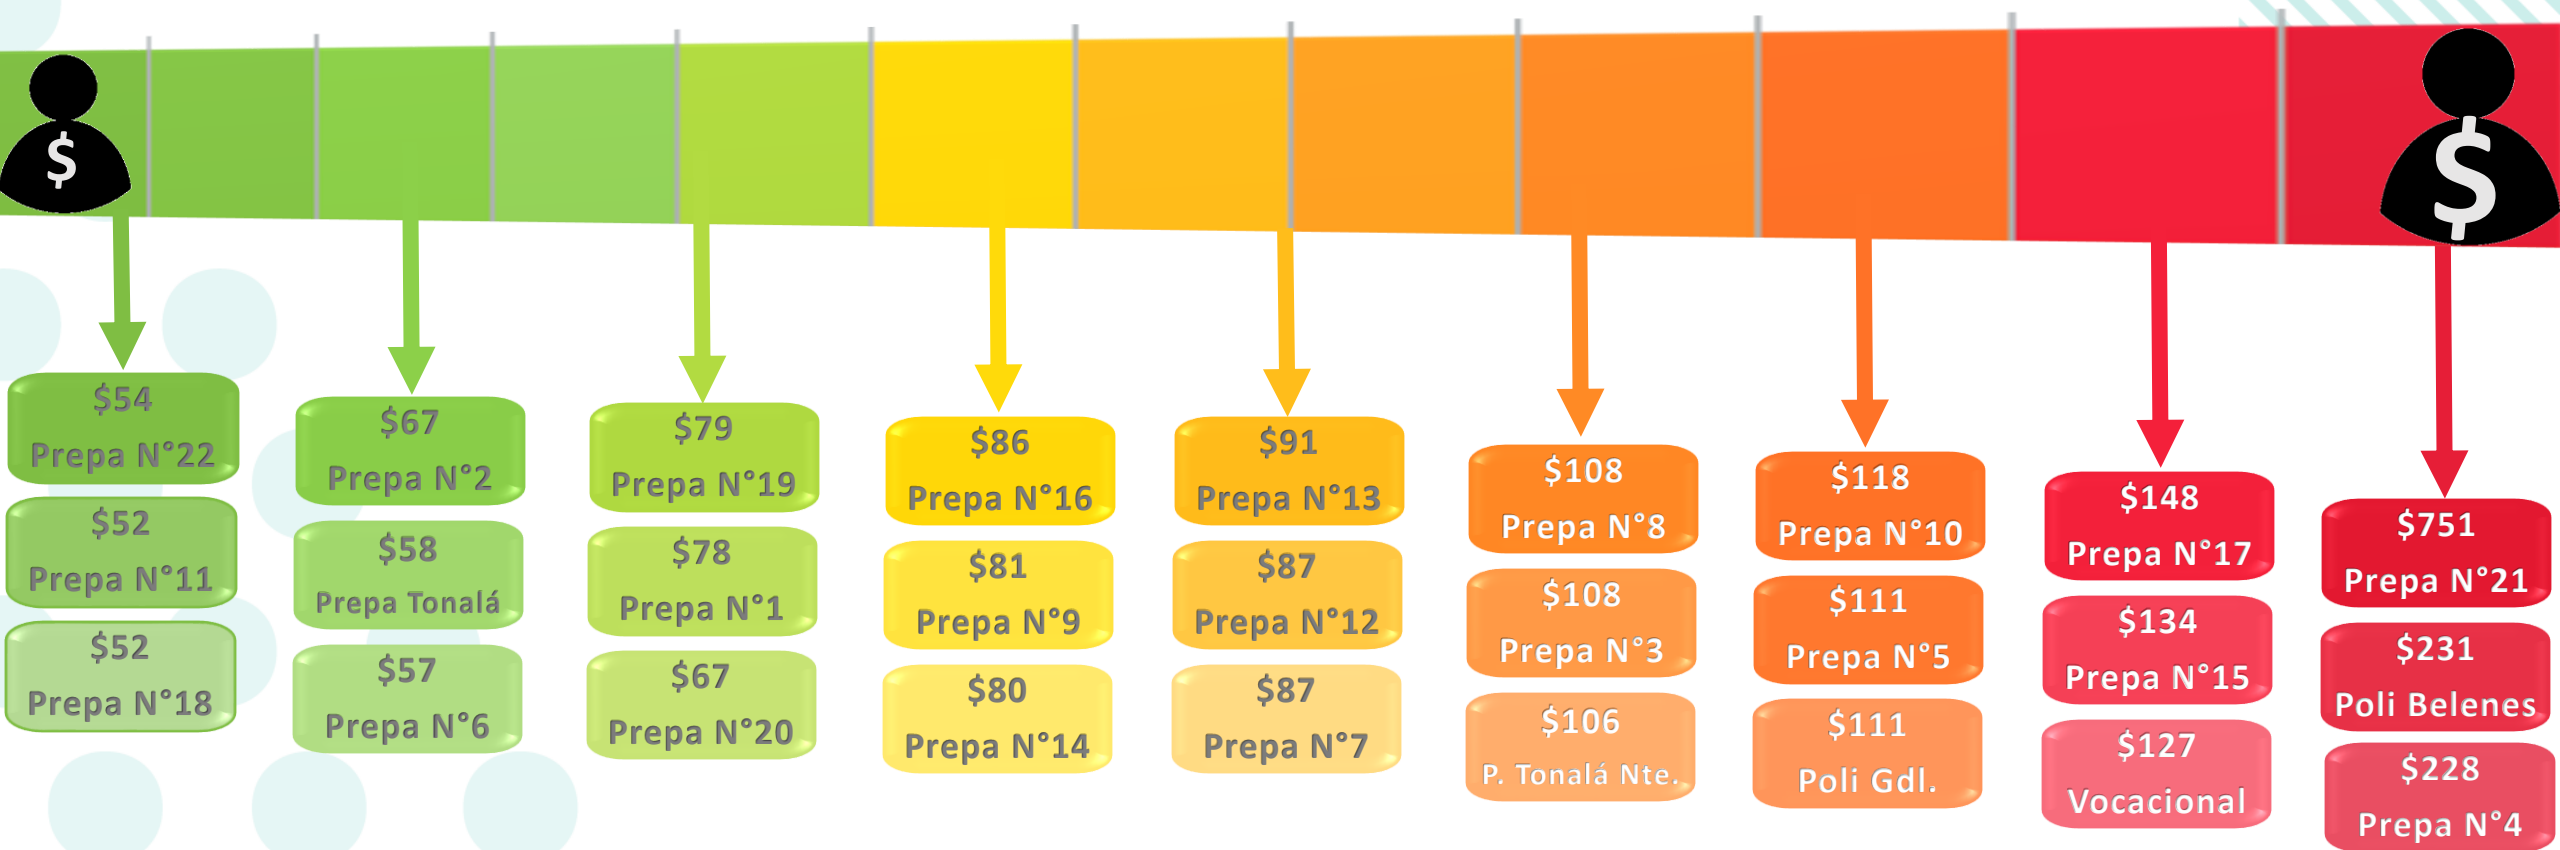 $
$
$54
Prepa N°22
$52
Prepa N°11
$52
Prepa N°18
$67
Prepa N°2
$58
Prepa Tonalá
$57
Prepa N°6
$79
Prepa N°19
$78
Prepa N°1
$67
Prepa N°20
$86
Prepa N°16
$81
Prepa N°9
$80
Prepa N°14
$91
Prepa N°13
$87
Prepa N°12
$87
Prepa N°7
$108
Prepa N°8
$108
Prepa N°3
$106
P. Tonalá Nte.
$118
Prepa N°10
$111
Prepa N°5
$111
Poli Gdl.
$148
Prepa N°17
$134
Prepa N°15
$127
Vocacional
$751
Prepa N°21
$231
Poli Belenes
$228
Prepa N°4